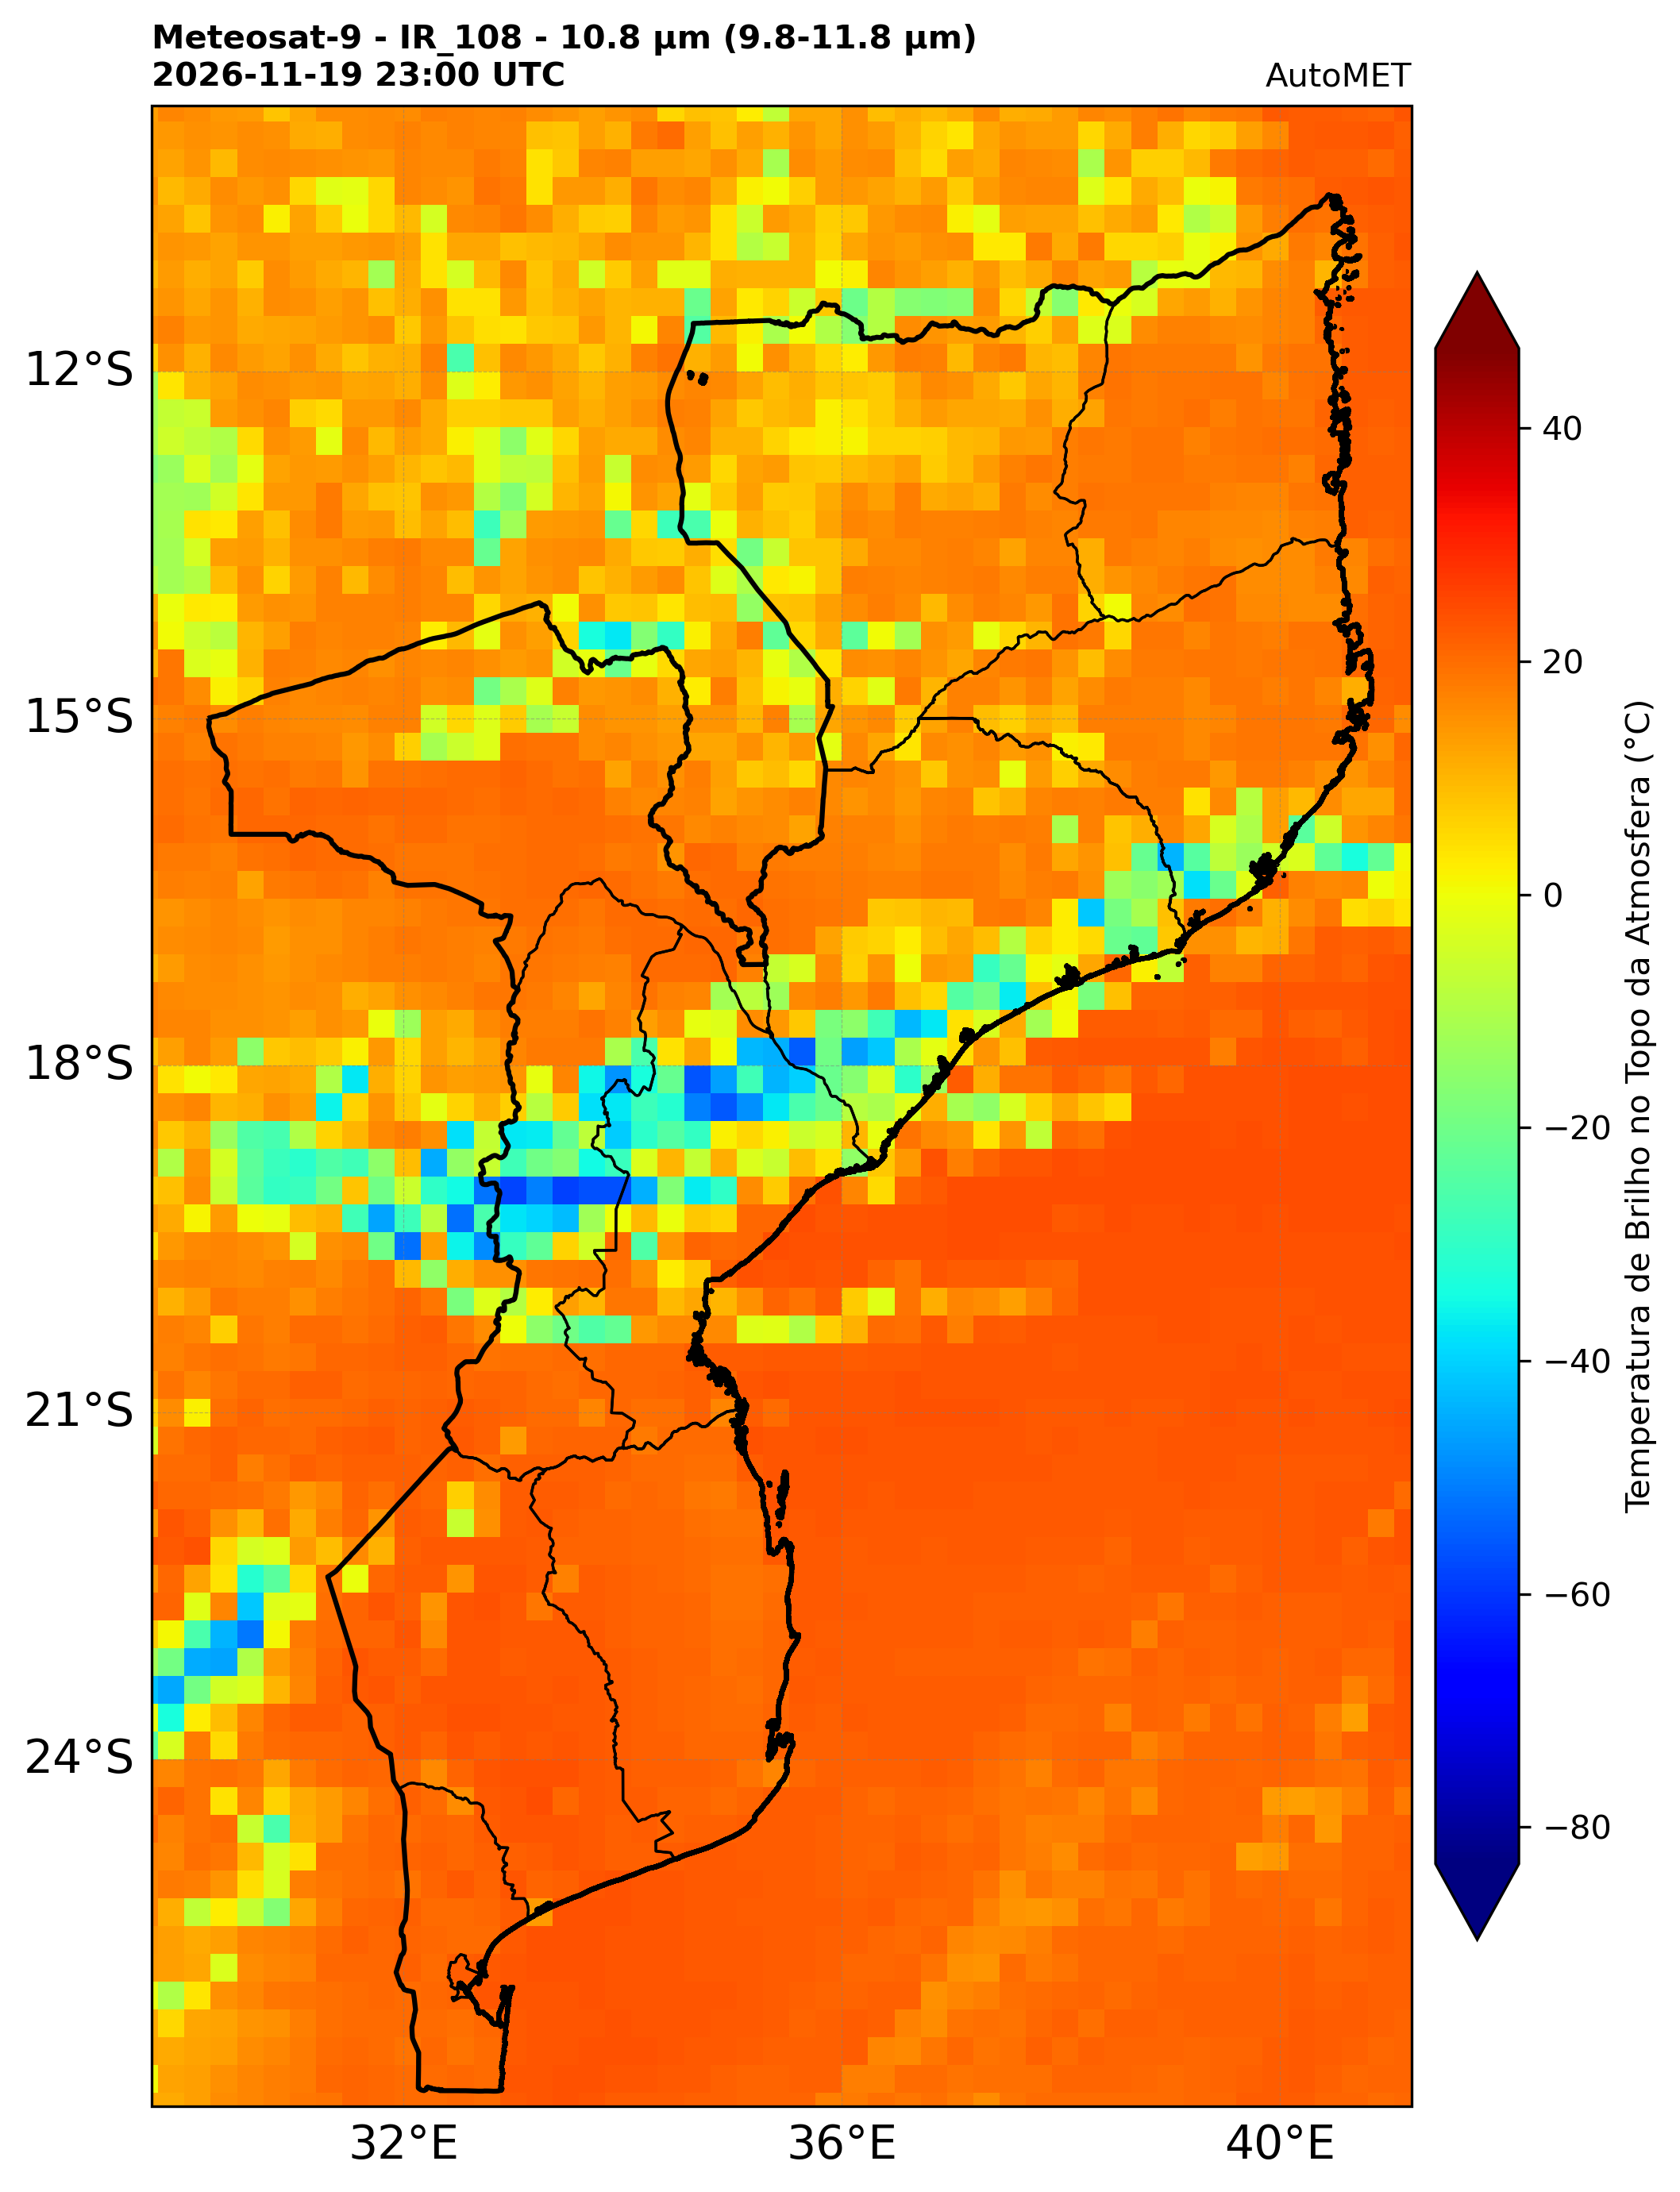 Meteosat-9 - IR_108 - 10.8 µm (9.8-11.8 µm)
2026-11-19 23:00 UTC
AutoMET
12°S
15°S
18°S
21°S
24°S
32°E
36°E
40°E
40
20
0
−20
−40
−60
−80
Temperatura de Brilho no Topo da Atmosfera (°C)